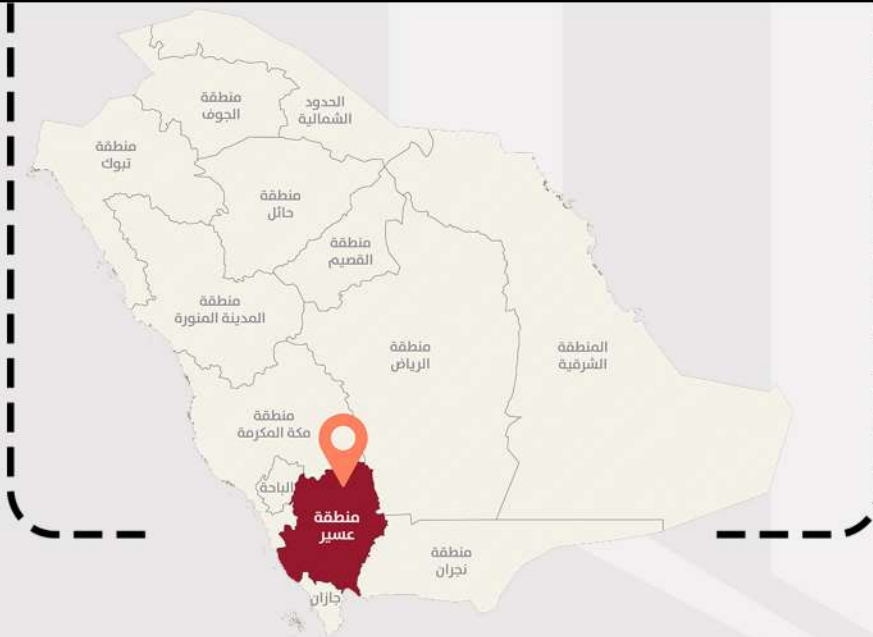 منطقة
الجوف
الحدود
الشمالية
منطقة
تبوك
منطقة
حائل
منطقة
القصيم
منطقة
المدينة المنورة
منطقة
الرياض
المنطقة
الشرقية
منطقة
مكة المكرمة
الباحة
منطقة
عسير
منطقة
نجران
جازان